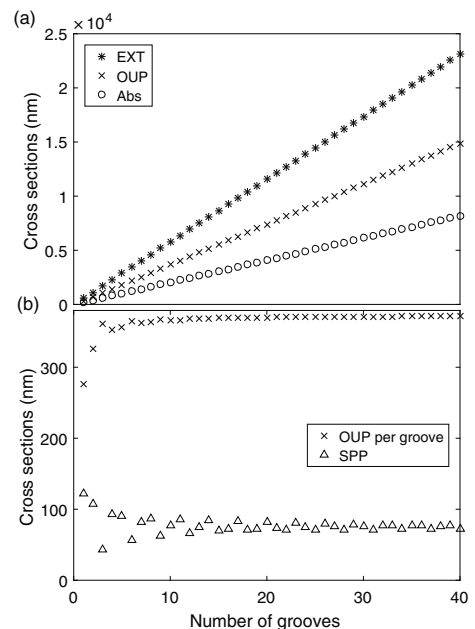 (a)
×10⁴
2.5
1.5
1
0.5
0
Cross sections (nm)
EXT
OUP
Abs
(b)
300
200
100
0
Cross sections (nm)
OUP per groove
SPP
0
10
20
30
40
Number of grooves